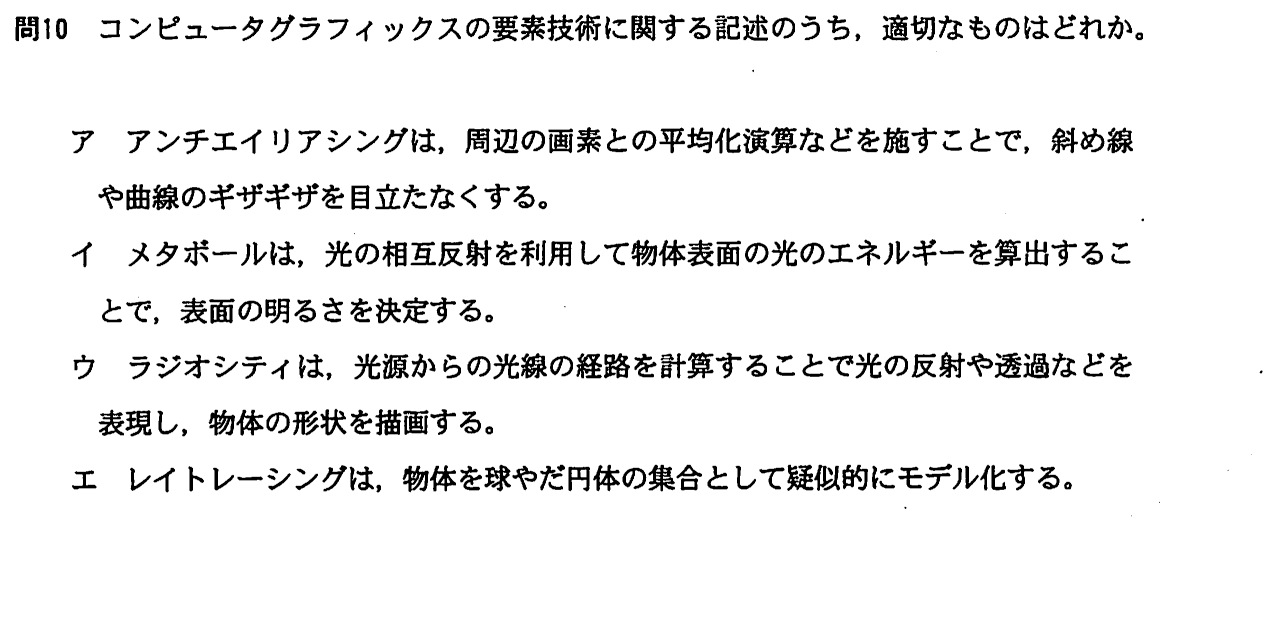 問10　コンピュータグラフィックスの要素技術に関する記述のうち，適切なものはどれか。
ア　アンチエイリアシングは，周辺の画素との平均化演算などを施すことで，斜め線
や曲線のギザギザを目立たなくする。
イ　メタボールは，光の相互反射を利用して物体表面の光のエネルギーを算出するこ
とで，表面の明るさを決定する。
ウ　ラジオシティは，光源からの光線の経路を計算することで光の反射や透過などを
表現し，物体の形状を描画する。
エ　レイトレーシングは，物体を球やだ円体の集合として疑似的にモデル化する。